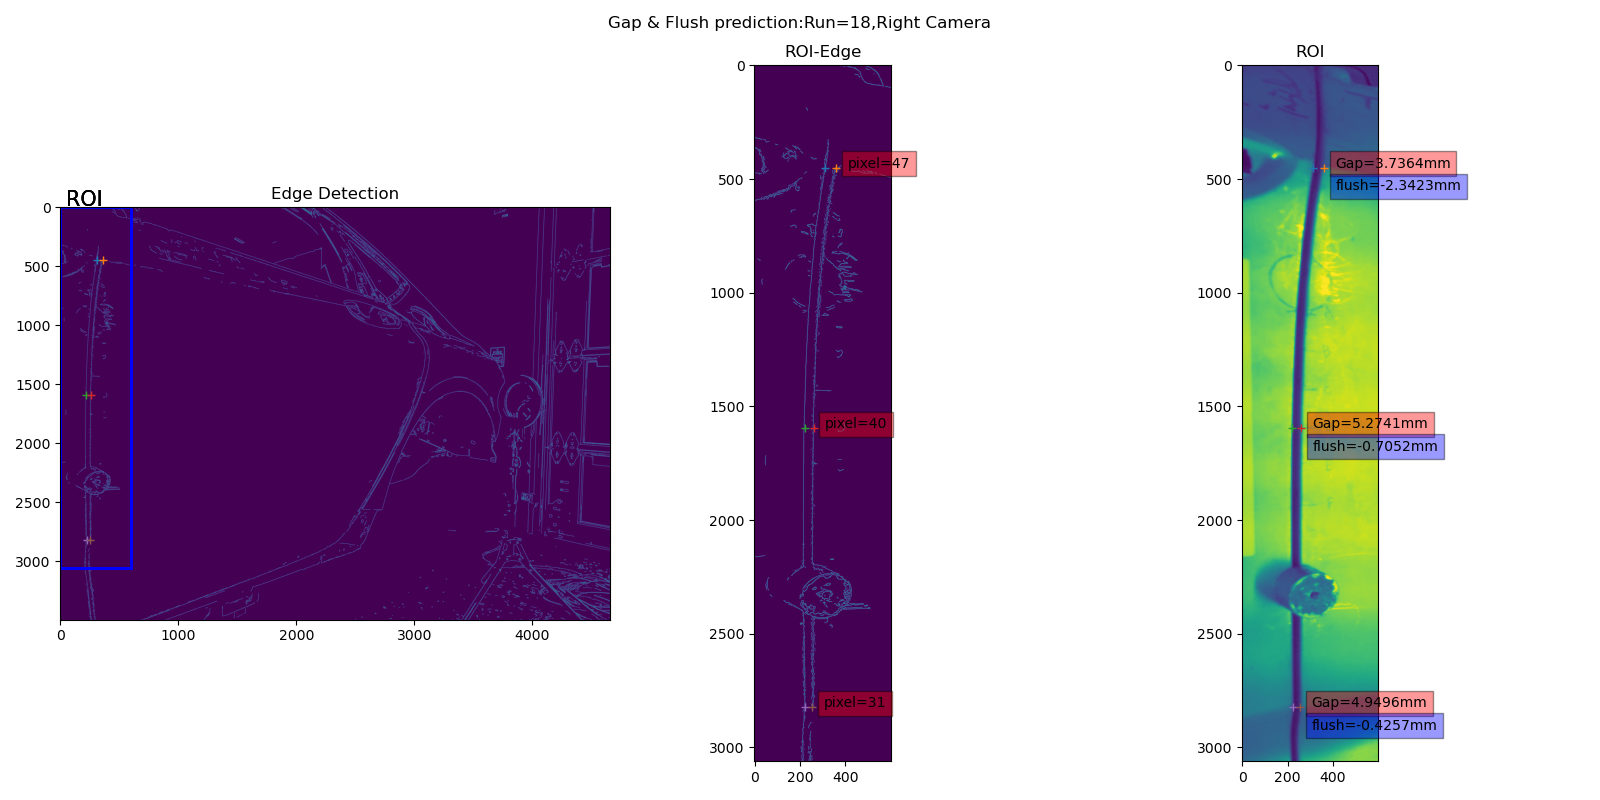 Gap & Flush prediction:Run=18,Right Camera
ROI
Edge Detection
0
500
1000
1500
2000
2500
3000
0
1000
2000
3000
4000
ROI-Edge
0
500
1000
1500
2000
2500
3000
0
200
400
pixel=47
pixel=40
pixel=31
ROI
0
500
1000
1500
2000
2500
3000
0
200
400
Gap=3.7364mm
flush=-2.3423mm
Gap=5.2741mm
flush=-0.7052mm
Gap=4.9496mm
flush=-0.4257mm